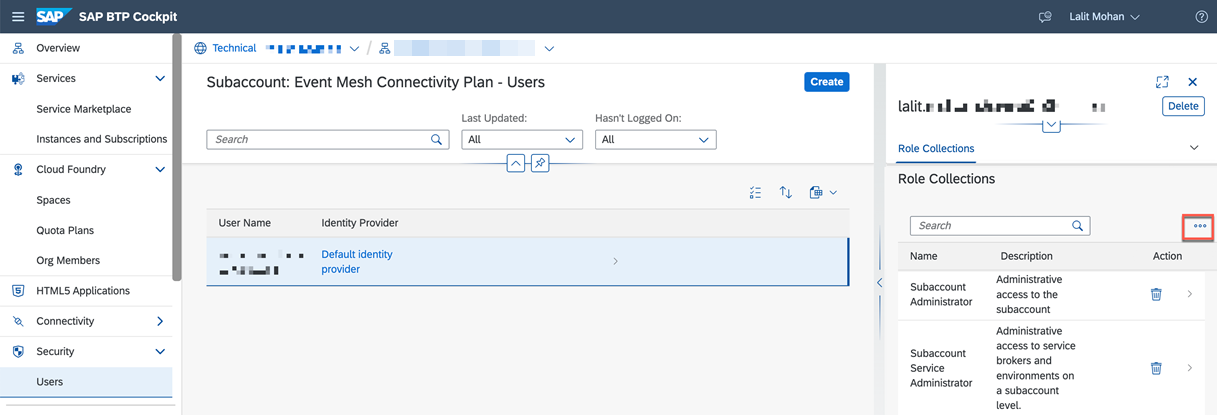 SAP SAP BTP Cockpit Lalit Mohan
Overview
Services
Service Marketplace
Instances and Subscriptions
Cloud Foundry
Spaces
Quota Plans
Org Members
HTML5 Applications
Connectivity
Security
Users
Technical
Subaccount: Event Mesh Connectivity Plan - Users
Create
Last Updated: Hasn't Logged On:
Search All All
User Name Identity Provider
Default identity
provider
lalit.
Delete
Role Collections
Role Collections
Search
Name Description Action
Subaccount
Administrator
Administrative
access to the
subaccount
Subaccount
Service
Administrator
Administrative
access to service
brokers and
environments on
a subaccount
level.